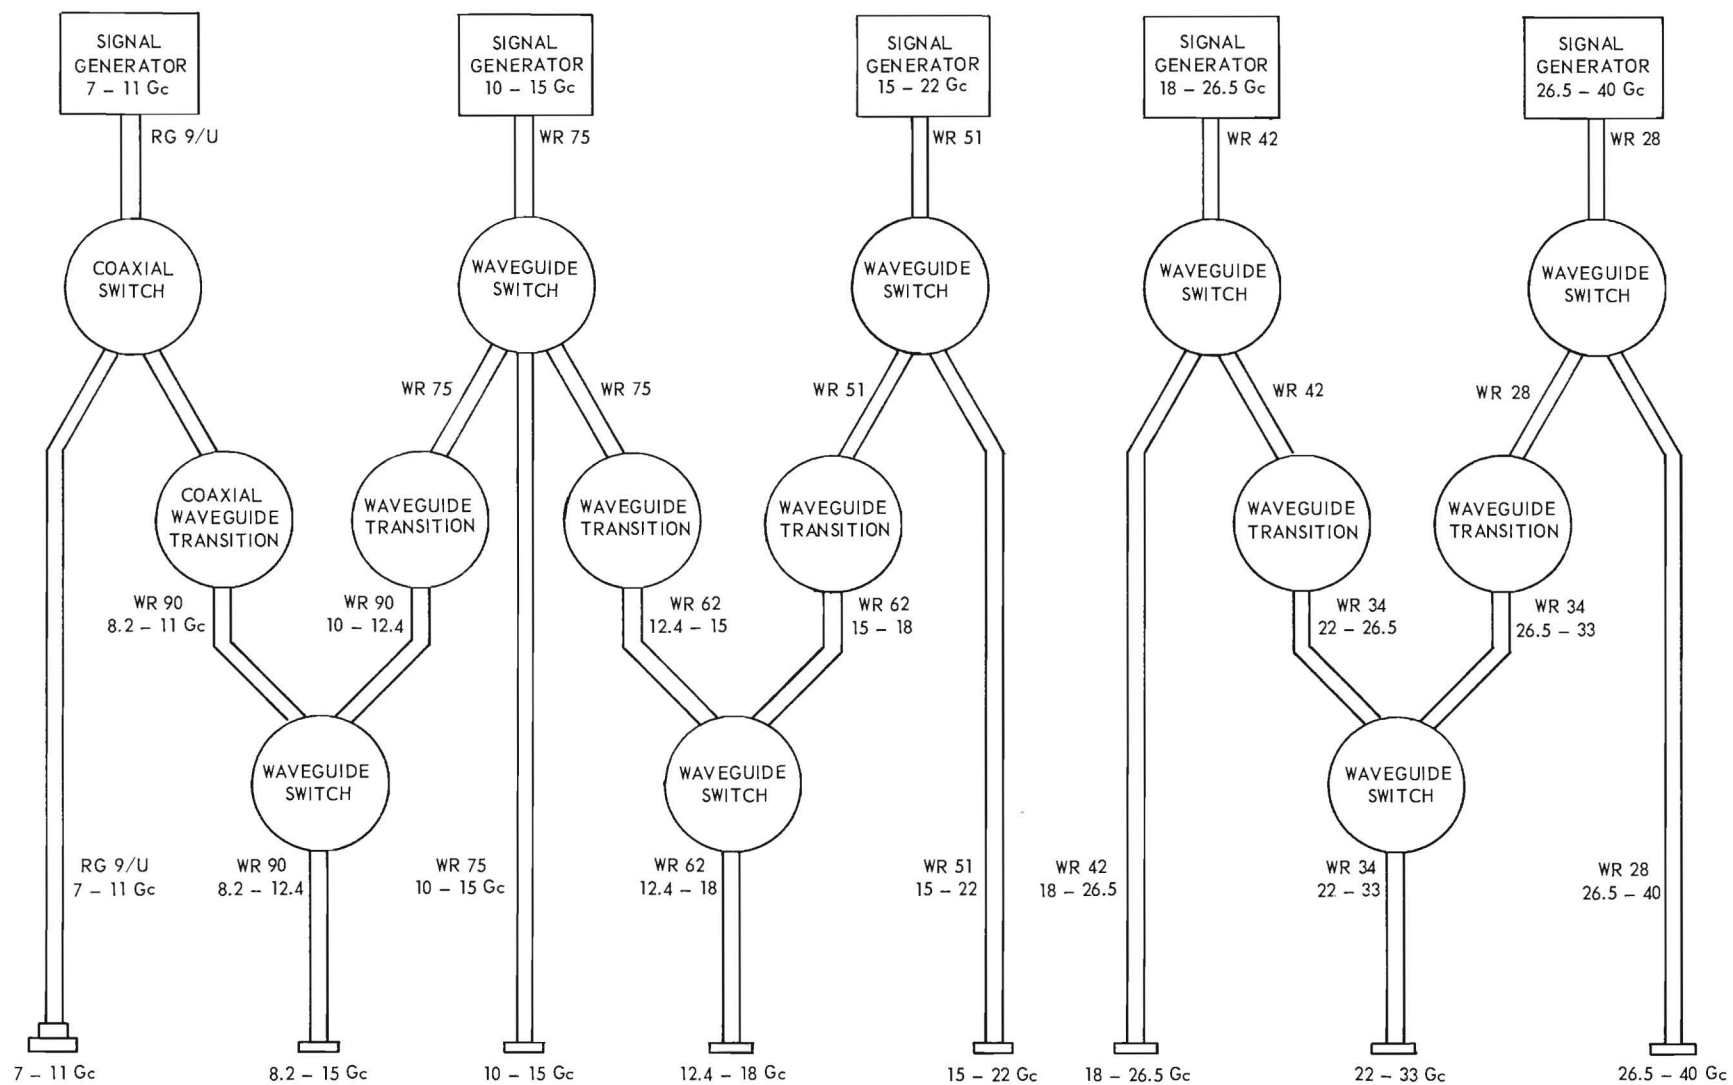 SIGNAL
GENERATOR
7 – 11 Gc
SIGNAL
GENERATOR
10 – 15 Gc
SIGNAL
GENERATOR
15 – 22 Gc
SIGNAL
GENERATOR
18 – 26.5 Gc
SIGNAL
GENERATOR
26.5 – 40 Gc
RG 9/U
WR 75
WR 51
WR 42
WR 28
COAXIAL
SWITCH
WAVEGUIDE
SWITCH
WAVEGUIDE
SWITCH
WAVEGUIDE
SWITCH
WAVEGUIDE
SWITCH
WR 75
WR 75
WR 51
WR 42
WR 28
COAXIAL
WAVEGUIDE
TRANSITION
WAVEGUIDE
TRANSITION
WAVEGUIDE
TRANSITION
WAVEGUIDE
TRANSITION
WAVEGUIDE
TRANSITION
WAVEGUIDE
TRANSITION
WR 90
8.2 – 11 Gc
WR 90
10 – 12.4
WR 62
12.4 – 15
WR 62
15 – 18
WR 34
22 – 26.5
WR 34
26.5 – 33
WAVEGUIDE
SWITCH
WAVEGUIDE
SWITCH
WAVEGUIDE
SWITCH
RG 9/U
7 – 11 Gc
WR 90
8.2 – 12.4
WR 75
10 – 15 Gc
WR 62
12.4 – 18
WR 51
15 – 22
WR 42
18 – 26.5
WR 34
22 – 33
WR 28
26.5 – 40
7 – 11 Gc
8.2 – 15 Gc
10 – 15 Gc
12.4 – 18 Gc
15 – 22 Gc
18 – 26.5 Gc
22 – 33 Gc
26.5 – 40 Gc